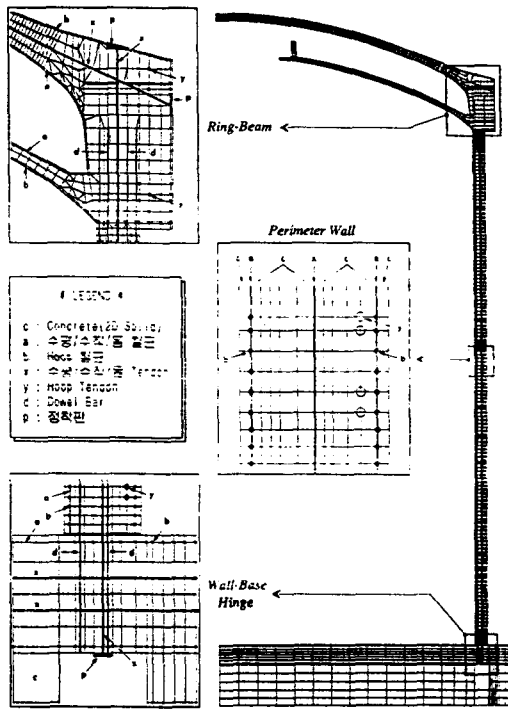 Ring-Beam
Perimeter Wall
* LEGEND *
c : Concrete(2D Solid)
a : 수평/수직/돔 철근
b : Hoop 철근
x : 수평/수직/돔 Tendon
y : Hoop Tendon
d : Dowel Bar
p : 정착판
Wall-Base
Hinge
b
x
p
x
y
a
p
d
d
a
b
y
c
a
c
x
c
a
c
y
b
a
y
b
a
b
d
d
x
x
c
p
x